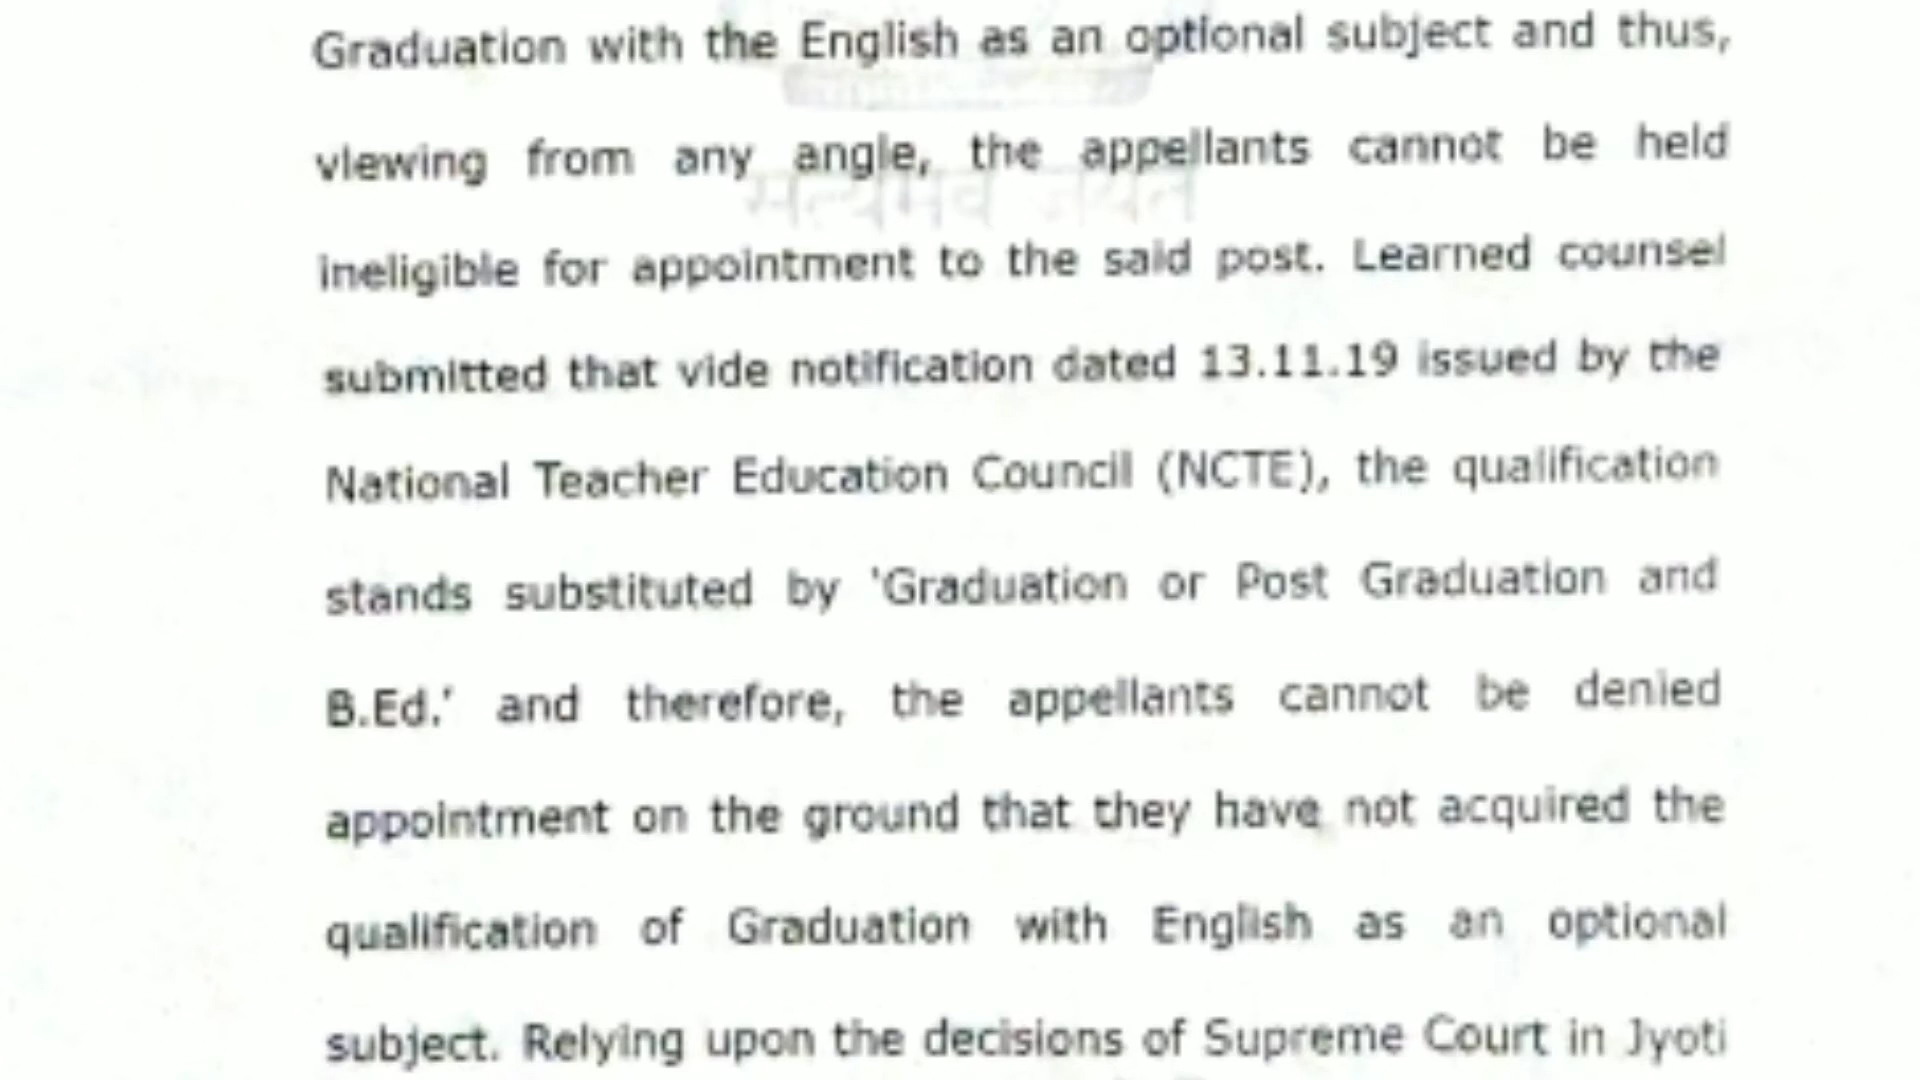 Graduation with the English as an optional subject and thus,
viewing from any angle, the appellants cannot be held
सत्यमेव जयते
ineligible for appointment to the said post. Learned counsel
submitted that vide notification dated 13.11.19 issued by the
National Teacher Education Council (NCTE), the qualification
stands substituted by 'Graduation or Post Graduation and
B.Ed.' and therefore, the appellants cannot be denied
appointment on the ground that they have not acquired the
qualification of Graduation with English as an optional
subject. Relying upon the decisions of Supreme Court in Jyoti